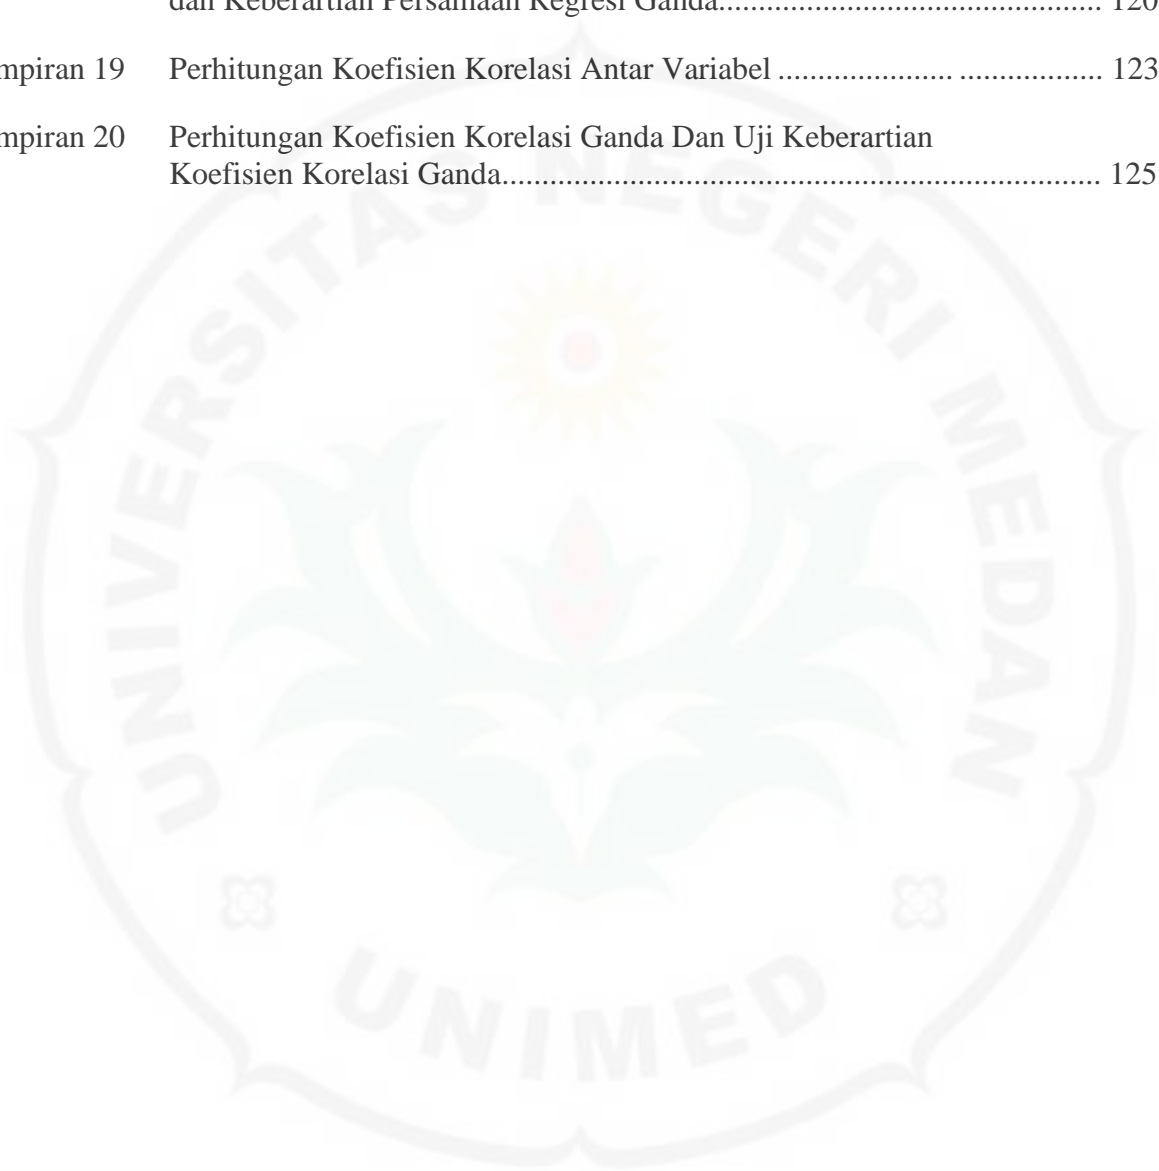 dan Keberartian Persamaan Regresi Ganda.................................................. 120
mpiran 19 Perhitungan Koefisien Korelasi Antar Variabel ...................... .................. 123
mpiran 20 Perhitungan Koefisien Korelasi Ganda Dan Uji Keberartian
Koefisien Korelasi Ganda............................................................................. 125
UNIVERSITAS NEGERI MEDAN
UNIMED